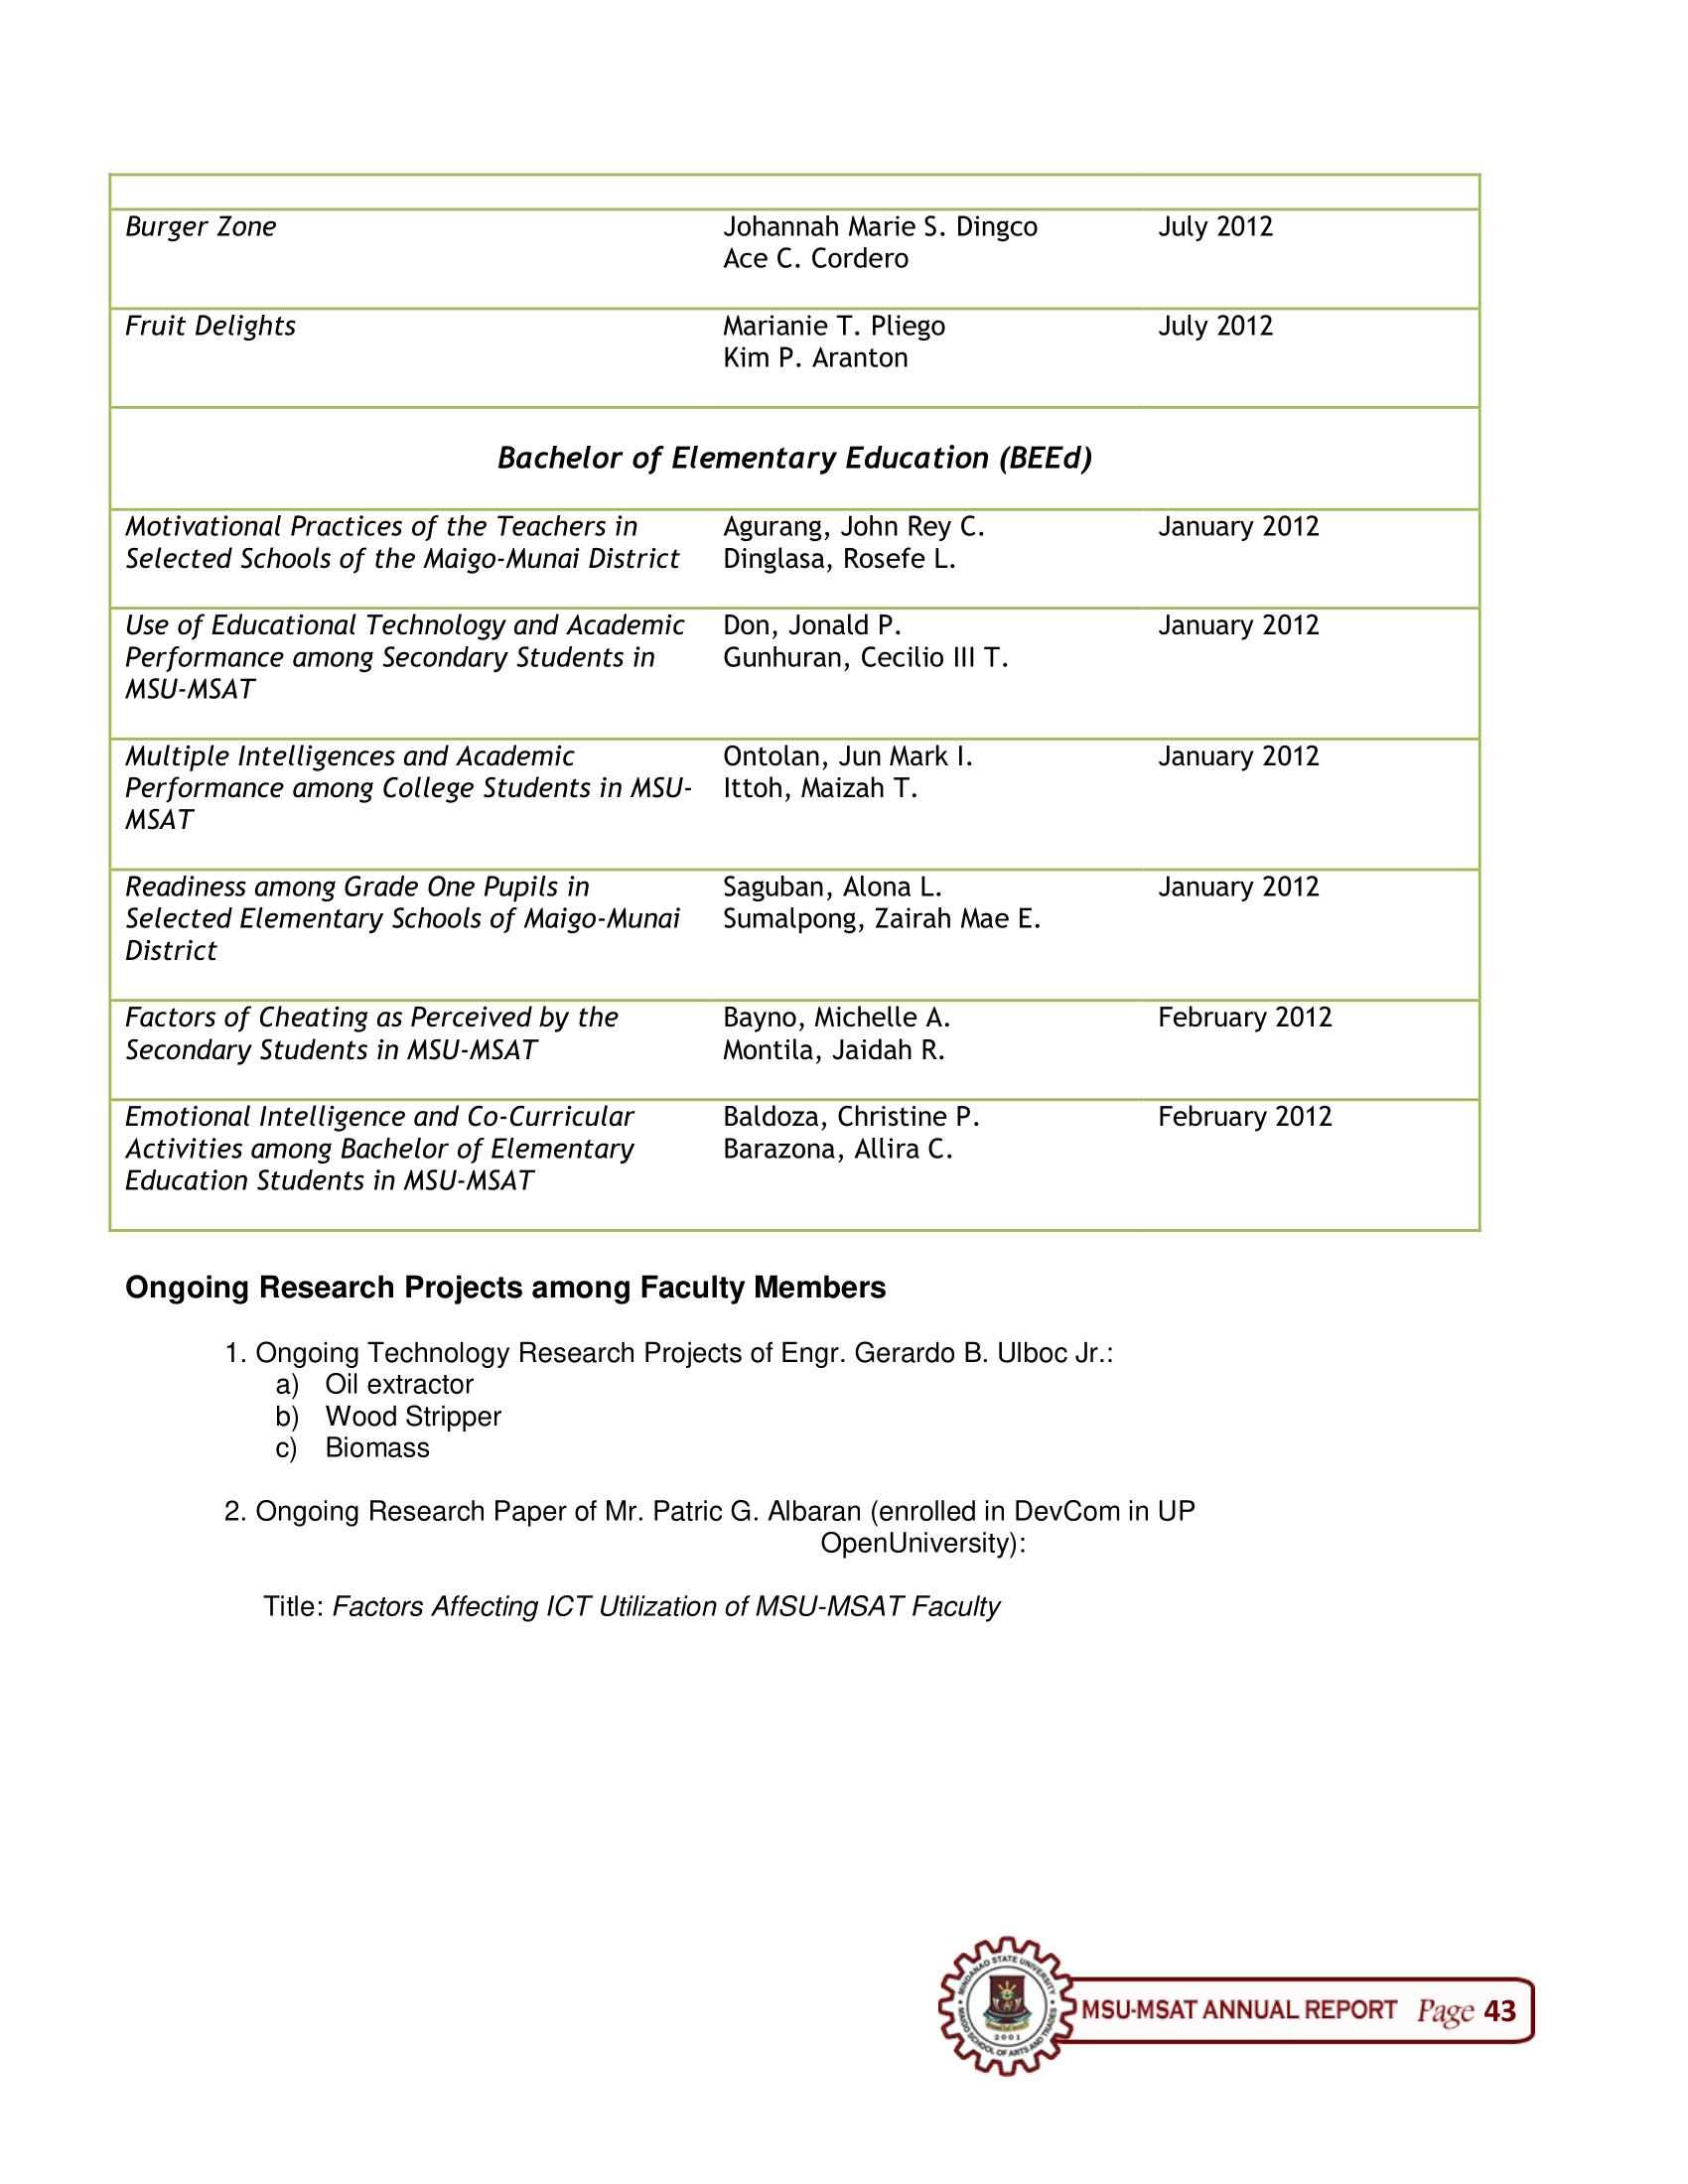 Burger Zone Johannah Marie S. Dingco July 2012
Ace C. Cordero
Fruit Delights Marianie T. Pliego July 2012
Kim P. Aranton
Bachelor of Elementary Education (BEEd)
Motivational Practices of the Teachers in Agurang, John Rey C. January 2012
Selected Schools of the Maigo-Munai District Dinglasa, Rosefe L.
Use of Educational Technology and Academic Don, Jonald P. January 2012
Performance among Secondary Students in Gunhuran, Cecilio III T.
MSU-MSAT
Multiple Intelligences and Academic Ontolan, Jun Mark I. January 2012
Performance among College Students in MSU- Ittoh, Maizah T.
MSAT
Readiness among Grade One Pupils in Saguban, Alona L. January 2012
Selected Elementary Schools of Maigo-Munai Sumalpong, Zairah Mae E.
District
Factors of Cheating as Perceived by the Bayno, Michelle A. February 2012
Secondary Students in MSU-MSAT Montila, Jaidah R.
Emotional Intelligence and Co-Curricular Baldoza, Christine P. February 2012
Activities among Bachelor of Elementary Barazona, Allira C.
Education Students in MSU-MSAT
Ongoing Research Projects among Faculty Members
1. Ongoing Technology Research Projects of Engr. Gerardo B. Ulboc Jr.:
a) Oil extractor
b) Wood Stripper
c) Biomass
2. Ongoing Research Paper of Mr. Patric G. Albaran (enrolled in DevCom in UP
OpenUniversity):
Title: Factors Affecting ICT Utilization of MSU-MSAT Faculty
MINDANAO STATE UNIVERSITY
MAIGO SCHOOL OF ARTS AND TRADES
2001
MSU-MSAT ANNUAL REPORT Page 43